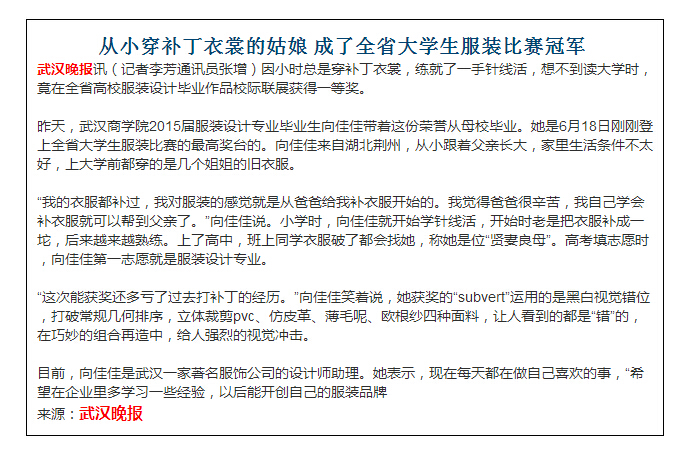 从小穿补丁衣裳的姑娘 成了全省大学生服装比赛冠军
武汉晚报讯（记者李芳通讯员张增）因小时总是穿补丁衣裳，练就了一手针线活，想不到读大学时，
竟在全省高校服装设计毕业作品校际联展获得一等奖。
昨天，武汉商学院2015届服装设计专业毕业生向佳佳带着这份荣誉从母校毕业。她是6月18日刚刚登
上全省大学生服装比赛的最高奖台的。向佳佳来自湖北荆州，从小跟着父亲长大，家里生活条件不太
好，上大学前都穿的是几个姐姐的旧衣服。
“我的衣服都补过，我对服装的感觉就是从爸爸给我补衣服开始的。我觉得爸爸很辛苦，我自己学会
补衣服就可以帮到父亲了。”向佳佳说。小学时，向佳佳就开始学针线活，开始时老是把衣服补成一
坨，后来越来越熟练。上了高中，班上同学衣服破了都会找她，称她是位“贤妻良母”。高考填志愿时
，向佳佳第一志愿就是服装设计专业。
“这次能获奖还多亏了过去打补丁的经历。”向佳佳笑着说，她获奖的“subvert”运用的是黑白视觉错位
，打破常规几何排序，立体裁剪pvc、仿皮革、薄毛呢、欧根纱四种面料，让人看到的都是“错”的，
在巧妙的组合再造中，给人强烈的视觉冲击。
目前，向佳佳是武汉一家著名服饰公司的设计师助理。她表示，现在每天都在做自己喜欢的事，“希
望在企业里多学习一些经验，以后能开创自己的服装品牌
来源：武汉晚报